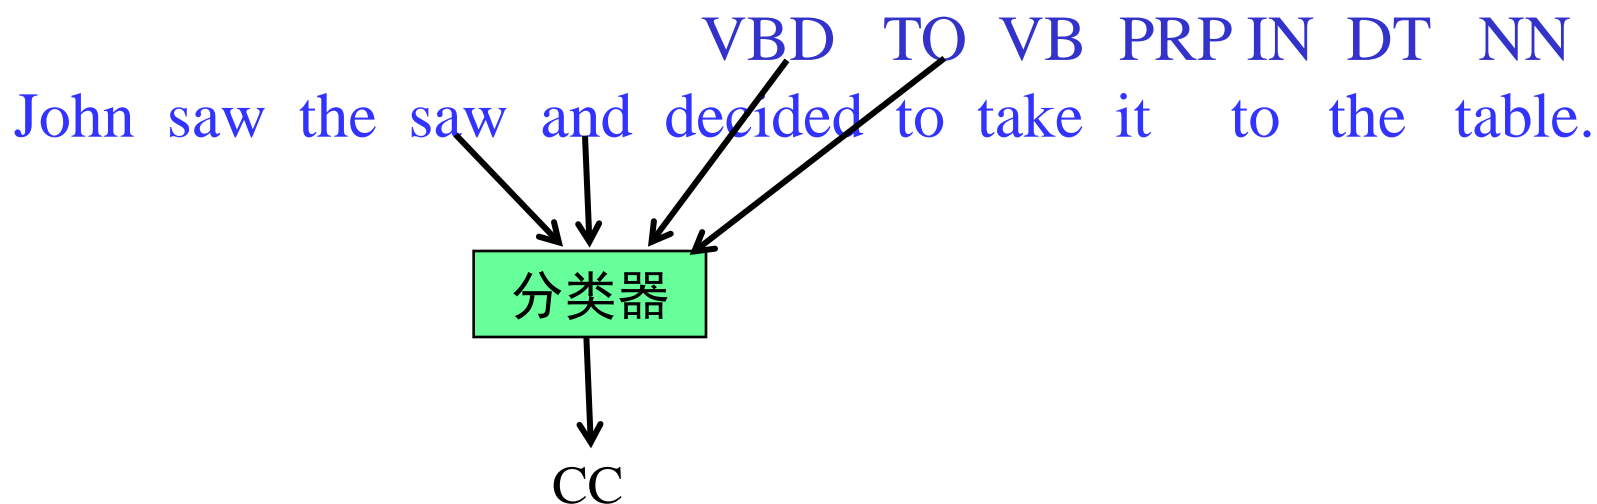 VBD TO VB PRP IN DT NN
John saw the saw and decided to take it to the table.
分类器
CC